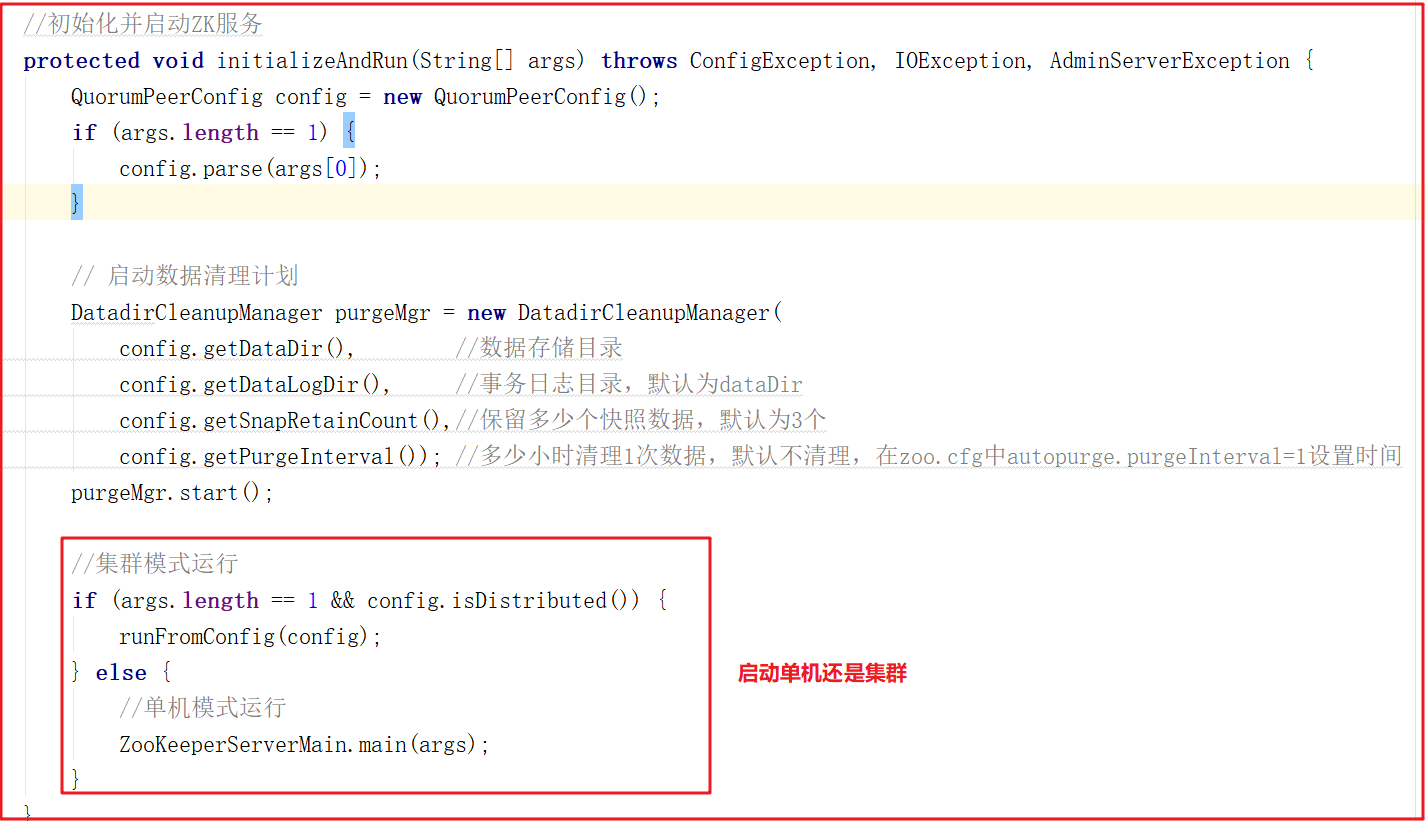 //初始化并启动ZK服务
protected void initializeAndRun(String[] args) throws ConfigException, IOException, AdminServerException {
    QuorumPeerConfig config = new QuorumPeerConfig();
    if (args.length == 1) {
        config.parse(args[0]);
    }
    // 启动数据清理计划
    DatadirCleanupManager purgeMgr = new DatadirCleanupManager(
        config.getDataDir(),        //数据存储目录
        config.getDataLogDir(),     //事务日志目录，默认为dataDir
        config.getSnapRetainCount(),//保留多少个快照数据，默认为3个
        config.getPurgeInterval()); //多少小时清理1次数据，默认不清理，在zoo.cfg中autopurge.purgeInterval=1设置时间
    purgeMgr.start();
    //集群模式运行
    if (args.length == 1 && config.isDistributed()) {
        runFromConfig(config);
    } else {
启动单机还是集群
        //单机模式运行
        ZooKeeperServerMain.main(args);
    }
}